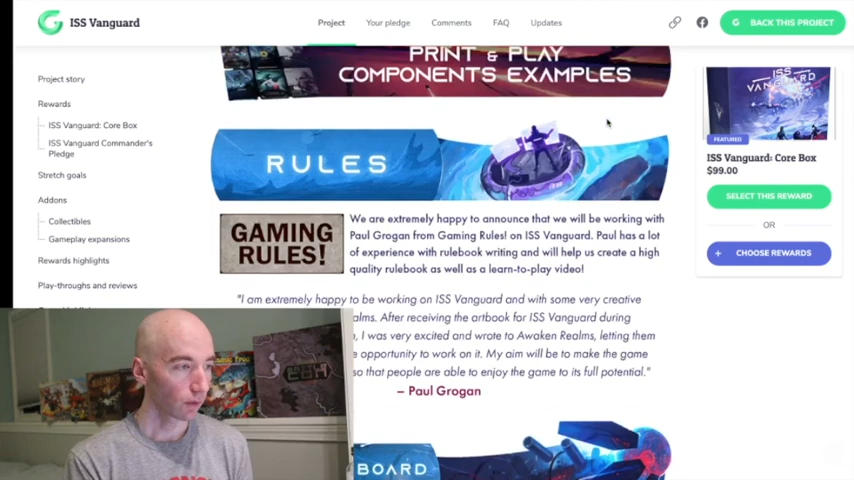 ISS Vanguard
Project
Your pledge
Comments
FAQ
Updates
BACK THIS PROJECT
PRINT & PLAY
COMPONENTS EXAMPLES
Project story
Rewards
ISS Vanguard: Core Box
ISS Vanguard Commander's
Pledge
Stretch goals
Addons
Collectibles
Gameplay expansions
Rewards highlights
Play-throughs and reviews
RULES
GAMING
RULES!
We are extremely happy to announce that we will be working with
Paul Grogan from Gaming Rules! on ISS Vanguard. Paul has a lot
of experience with rulebook writing and will help us create a high
quality rulebook as well as a learn-to-play video!
"I am extremely happy to be working on ISS Vanguard and with some very creative
alms. After receiving the artbook for ISS Vanguard during
, I was very excited and wrote to Awaken Realms, letting them
e opportunity to work on it. My aim will be to make the game
so that people are able to enjoy the game to its full potential."
– Paul Grogan
BOARD
ISS
VANGUARD
FEATURED
ISS Vanguard: Core Box
$99.00
SELECT THIS REWARD
OR
+ CHOOSE REWARDS